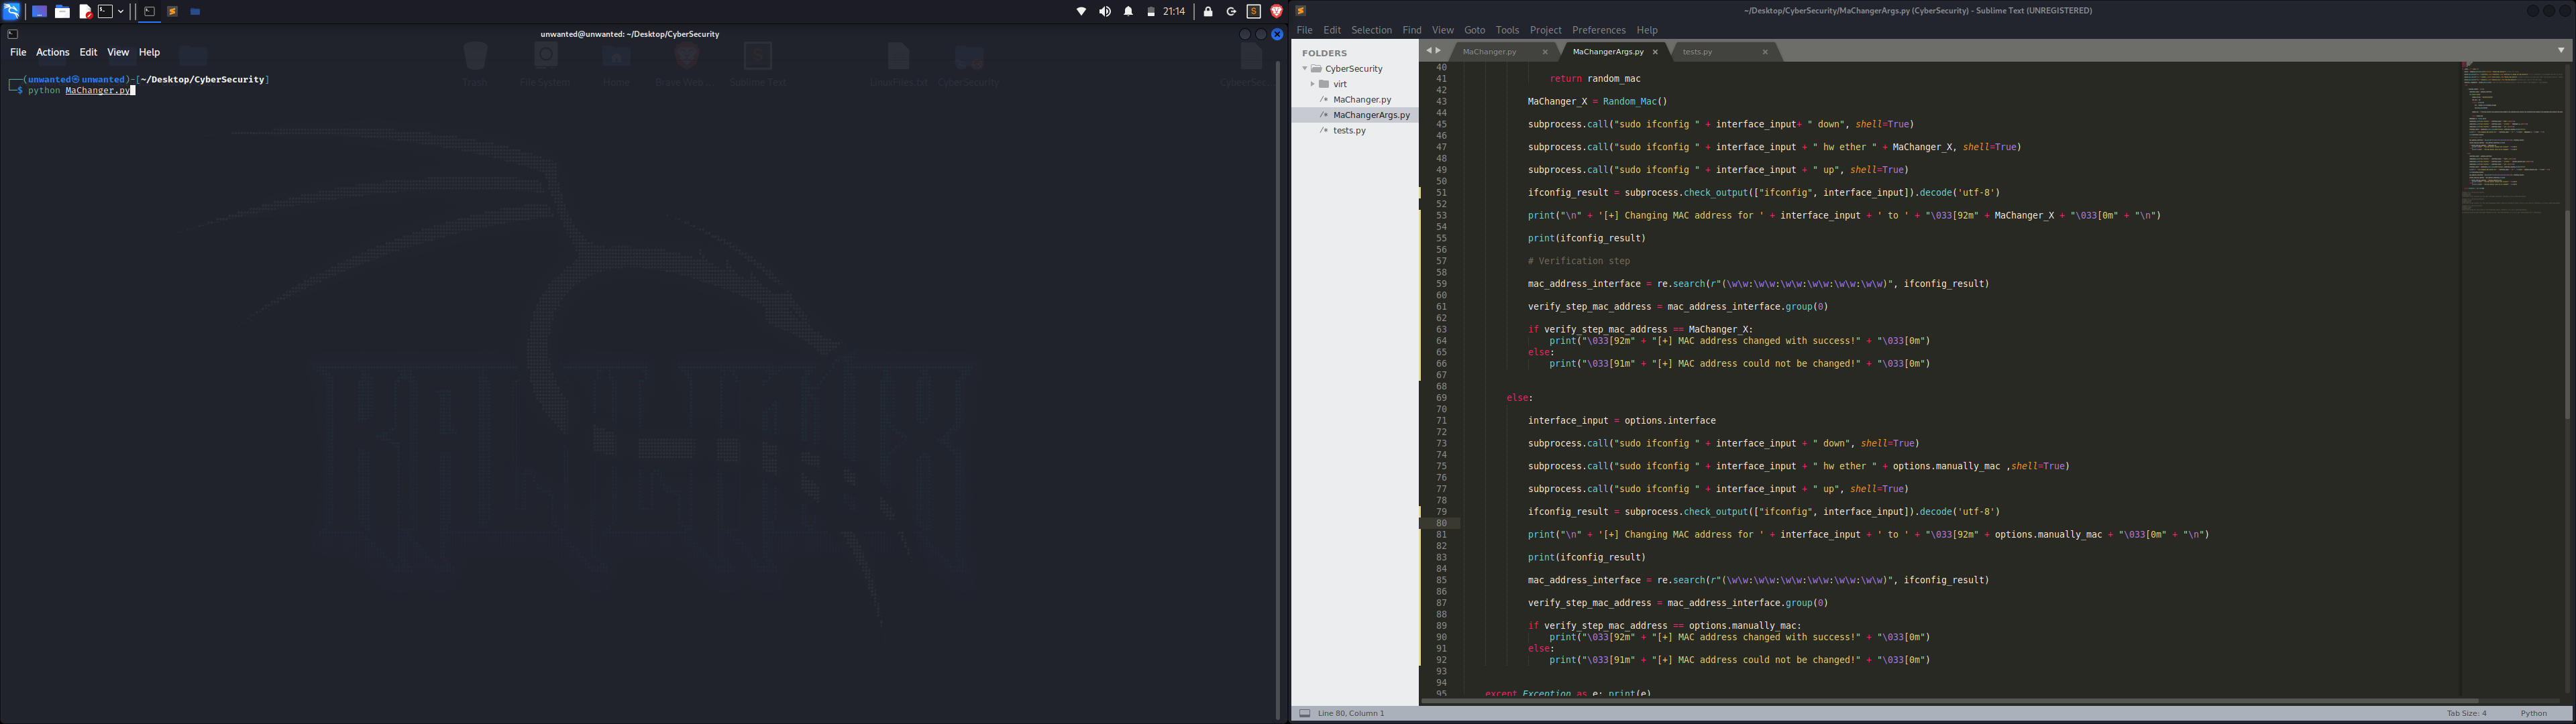 21:14
unwanted@unwanted: ~/Desktop/CyberSecurity
File Actions Edit View Help
Trash File System Home Brave Web... Sublime Text LinuxFiles.txt CyberSecurity CyberSec...
(unwanted㉿unwanted)-[~/Desktop/CyberSecurity]
$ python MaChanger.py
~/Desktop/CyberSecurity/MaChangerArgs.py (CyberSecurity) - Sublime Text (UNREGISTERED)
File Edit Selection Find View Goto Tools Project Preferences Help
FOLDERS
CyberSecurity
virt
MaChanger.py
MaChangerArgs.py
tests.py
MaChanger.py × MaChangerArgs.py × tests.py ×
40
41 return random_mac
42
43 MaChanger_X = Random_Mac()
44
45 subprocess.call("sudo ifconfig " + interface_input+ " down", shell=True)
46
47 subprocess.call("sudo ifconfig " + interface_input + " hw ether " + MaChanger_X, shell=True)
48
49 subprocess.call("sudo ifconfig " + interface_input + " up", shell=True)
50
51 ifconfig_result = subprocess.check_output(["ifconfig", interface_input]).decode('utf-8')
52
53 print("\n" + '[+] Changing MAC address for ' + interface_input + ' to ' + "\033[92m" + MaChanger_X + "\033[0m" + "\n")
54
55 print(ifconfig_result)
56
57 # Verification step
58
59 mac_address_interface = re.search(r"(\w\w:\w\w:\w\w:\w\w:\w\w:\w\w)", ifconfig_result)
60
61 verify_step_mac_address = mac_address_interface.group(0)
62
63 if verify_step_mac_address == MaChanger_X:
64 print("\033[92m" + "[+] MAC address changed with success!" + "\033[0m")
65 else:
66 print("\033[91m" + "[+] MAC address could not be changed!" + "\033[0m")
67
68
69 else:
70
71 interface_input = options.interface
72
73 subprocess.call("sudo ifconfig " + interface_input + " down", shell=True)
74
75 subprocess.call("sudo ifconfig " + interface_input + " hw ether " + options.manually_mac ,shell=True)
76
77 subprocess.call("sudo ifconfig " + interface_input + " up", shell=True)
78
79 ifconfig_result = subprocess.check_output(["ifconfig", interface_input]).decode('utf-8')
80
81 print("\n" + '[+] Changing MAC address for ' + interface_input + ' to ' + "\033[92m" + options.manually_mac + "\033[0m" + "\n")
82
83 print(ifconfig_result)
84
85 mac_address_interface = re.search(r"(\w\w:\w\w:\w\w:\w\w:\w\w:\w\w)", ifconfig_result)
86
87 verify_step_mac_address = mac_address_interface.group(0)
88
89 if verify_step_mac_address == options.manually_mac:
90 print("\033[92m" + "[+] MAC address changed with success!" + "\033[0m")
91 else:
92 print("\033[91m" + "[+] MAC address could not be changed!" + "\033[0m")
93
94
95 except Exception as e: print(e)
Line 80, Column 1
Tab Size: 4 Python